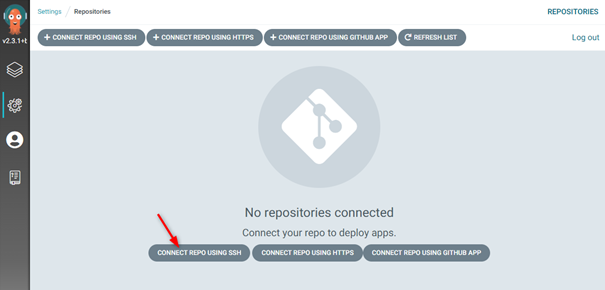 Settings / Repositories REPOSITORIES
v2.3.1+t
CONNECT REPO USING SSH CONNECT REPO USING HTTPS CONNECT REPO USING GITHUB APP REFRESH LIST Log out
No repositories connected
Connect your repo to deploy apps.
CONNECT REPO USING SSH CONNECT REPO USING HTTPS CONNECT REPO USING GITHUB APP